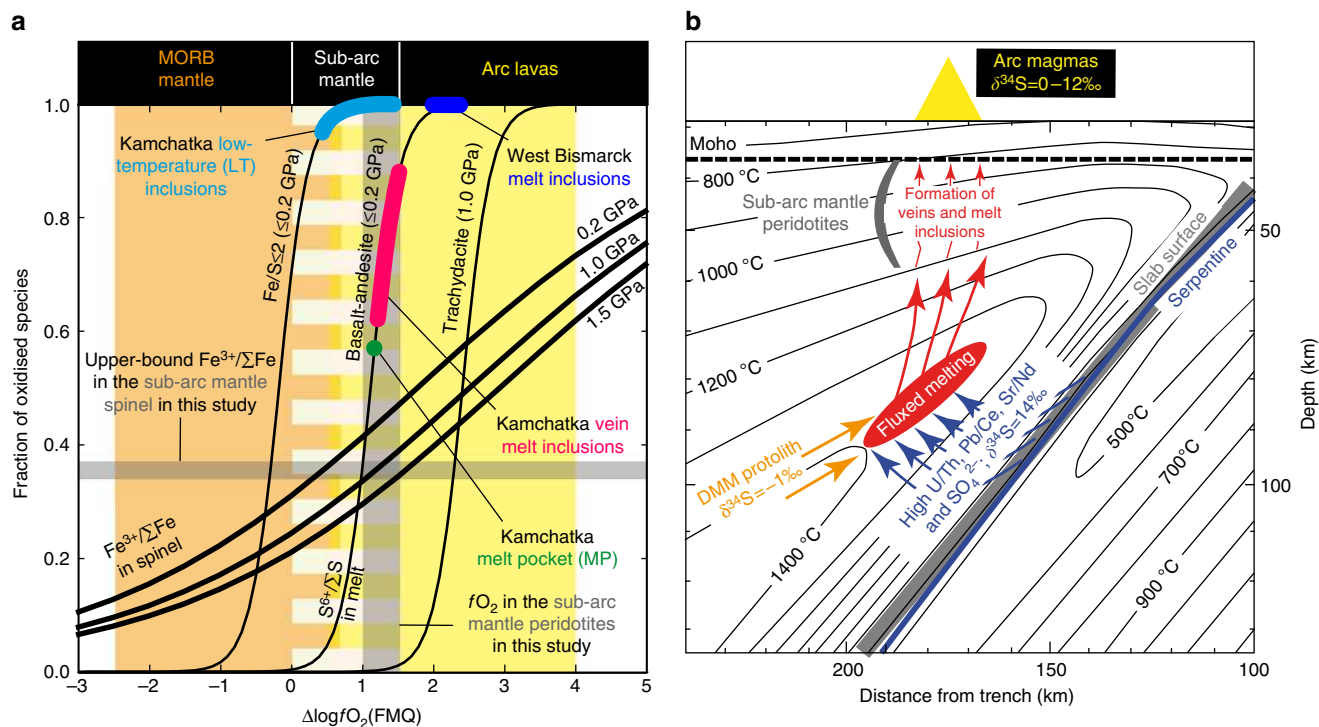 a
MORB
mantle
Sub-arc
mantle
Arc lavas
1.0
0.8
0.6
0.4
0.2
0.0
Fraction of oxidised species
Kamchatka low-
temperature (LT)
inclusions
Fe/S≤2 (≤0.2 GPa)
Basalt-andesite (≤0.2 GPa)
Trachydacite (1.0 GPa)
West Bismarck
melt inclusions
0.2 GPa
1.0 GPa
1.5 GPa
Upper-bound Fe³⁺/∑Fe
in the sub-arc mantle
spinel in this study
Kamchatka vein
melt inclusions
Fe³⁺/∑Fe
in spinel
S⁶⁺/∑S
in melt
Kamchatka
melt pocket (MP)
fO₂ in the sub-arc
mantle peridotites
in this study
−3
−2
−1
0
1
2
3
4
5
ΔlogfO₂(FMQ)
b
Arc magmas
δ³⁴S=0–12‰
Moho
800 °C
Sub-arc mantle
peridotites
Formation of
veins and melt
inclusions
1000 °C
Slab surface
Serpentine
1200 °C
Fluxed melting
DMM protolith
δ³⁴S=−1‰
High U/Th, Pb/Ce, Sr/Nd
and SO₄²⁻; δ³⁴S=14‰
500 °C
700°C
1400 °C
900 °C
50
100
Depth (km)
200
150
100
Distance from trench (km)